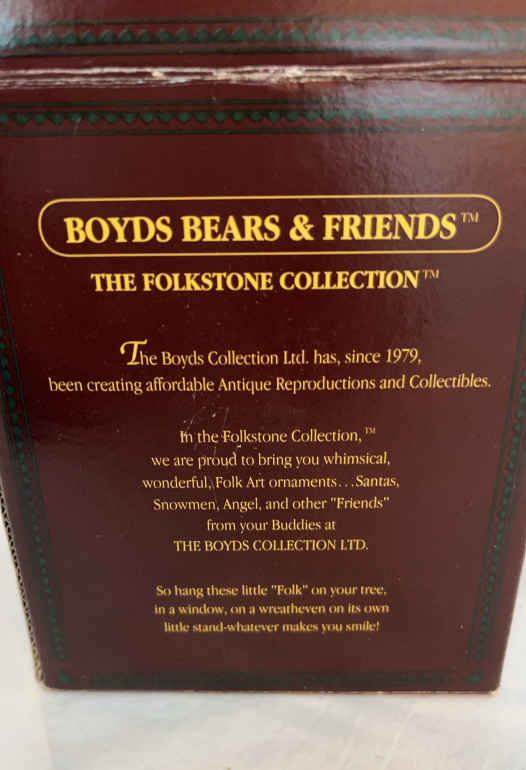 BOYDS BEARS & FRIENDS™
THE FOLKSTONE COLLECTION™
The Boyds Collection Ltd. has, since 1979,
been creating affordable Antique Reproductions and Collectibles.
In the Folkstone Collection,™
we are proud to bring you whimsical,
wonderful, Folk Art ornaments...Santas,
Snowmen, Angel, and other "Friends"
from your Buddies at
THE BOYDS COLLECTION LTD.
So hang these little "Folk" on your tree,
in a window, on a wreatheven on its own
little stand-whatever makes you smile!